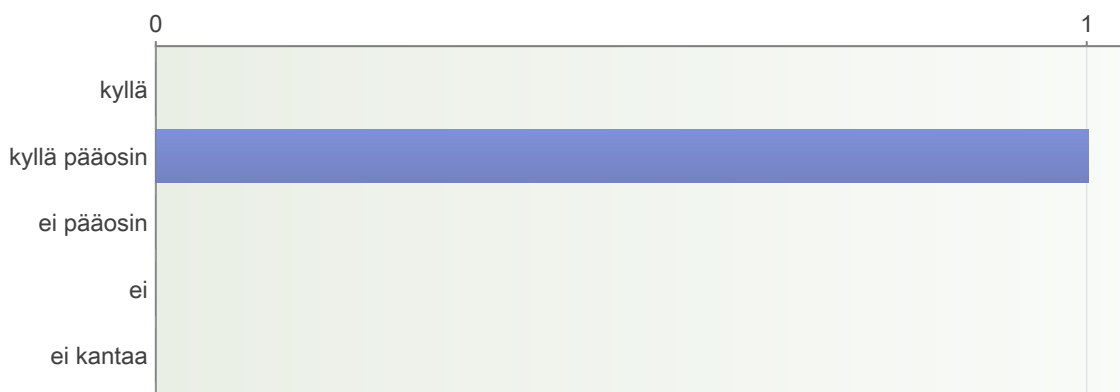 0 1
kyllä
kyllä pääosin
ei pääosin
ei
ei kantaa